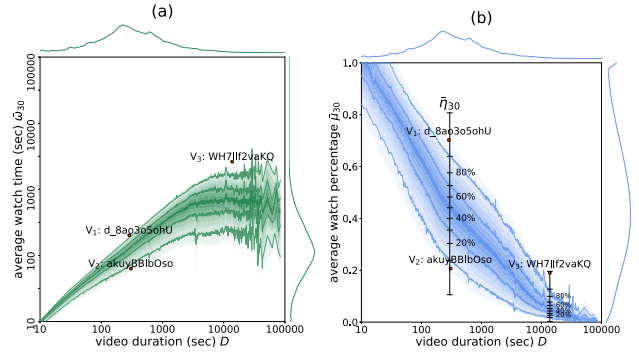 (a)
average watch time (sec) ω̄30
100000
10000
1000
100
10
V3: WH7JIf2vaKQ
V1: d_8ao3o5ohU
V2: akuyBBIbOso
10
100
1000
10000
100000
video duration (sec) D
(b)
average watch percentage μ̄30
1.0
0.8
0.6
0.4
0.2
0.0
η̄30
V1: d_8ao3o5ohU
80%
60%
40%
20%
V2: akuyBBIbOso
V3: WH7JIf2vaKQ
80%
60%
40%
20%
10
100
1000
10000
100000
video duration (sec) D